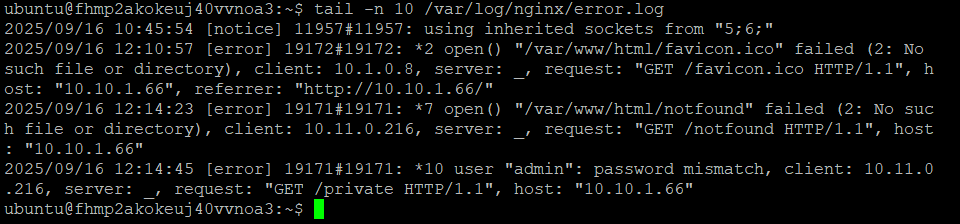 ubuntu@fhmp2akokeuj40vvnoa3:~$ tail -n 10 /var/log/nginx/error.log
2025/09/16 10:45:54 [notice] 11957#11957: using inherited sockets from "5;6;"
2025/09/16 12:10:57 [error] 19172#19172: *2 open() "/var/www/html/favicon.ico" failed (2: No
such file or directory), client: 10.1.0.8, server: _, request: "GET /favicon.ico HTTP/1.1", h
ost: "10.10.1.66", referrer: "http://10.10.1.66/"
2025/09/16 12:14:23 [error] 19171#19171: *7 open() "/var/www/html/notfound" failed (2: No suc
h file or directory), client: 10.11.0.216, server: _, request: "GET /notfound HTTP/1.1", host
: "10.10.1.66"
2025/09/16 12:14:45 [error] 19171#19171: *10 user "admin": password mismatch, client: 10.11.0
.216, server: _, request: "GET /private HTTP/1.1", host: "10.10.1.66"
ubuntu@fhmp2akokeuj40vvnoa3:~$